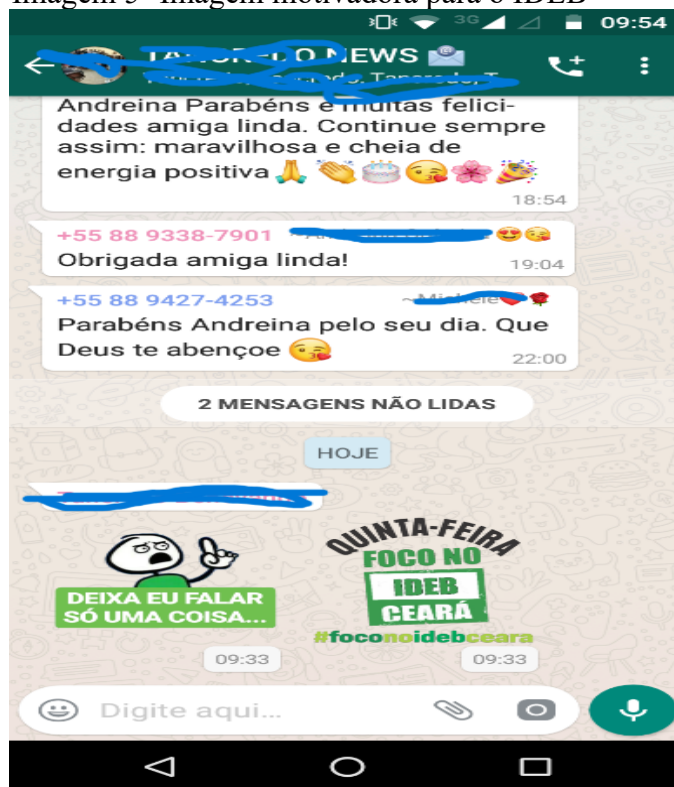 Imagem 5- Imagem motivadora para o IDEB
3G 09:54
NEWS
Andreina Parabéns e muitas felici-
dades amiga linda. Continue sempre
assim: maravilhosa e cheia de
energia positiva
18:54
+55 88 9338-7901
Obrigada amiga linda!
19:04
+55 88 9427-4253
Parabéns Andreina pelo seu dia. Que
Deus te abençoe
22:00
2 MENSAGENS NÃO LIDAS
HOJE
DEIXA EU FALAR
SÓ UMA COISA...
09:33
QUINTA-FEIRA
FOCO NO
IDEB
CEARÁ
#foconoidebceara
09:33
Digite aqui...